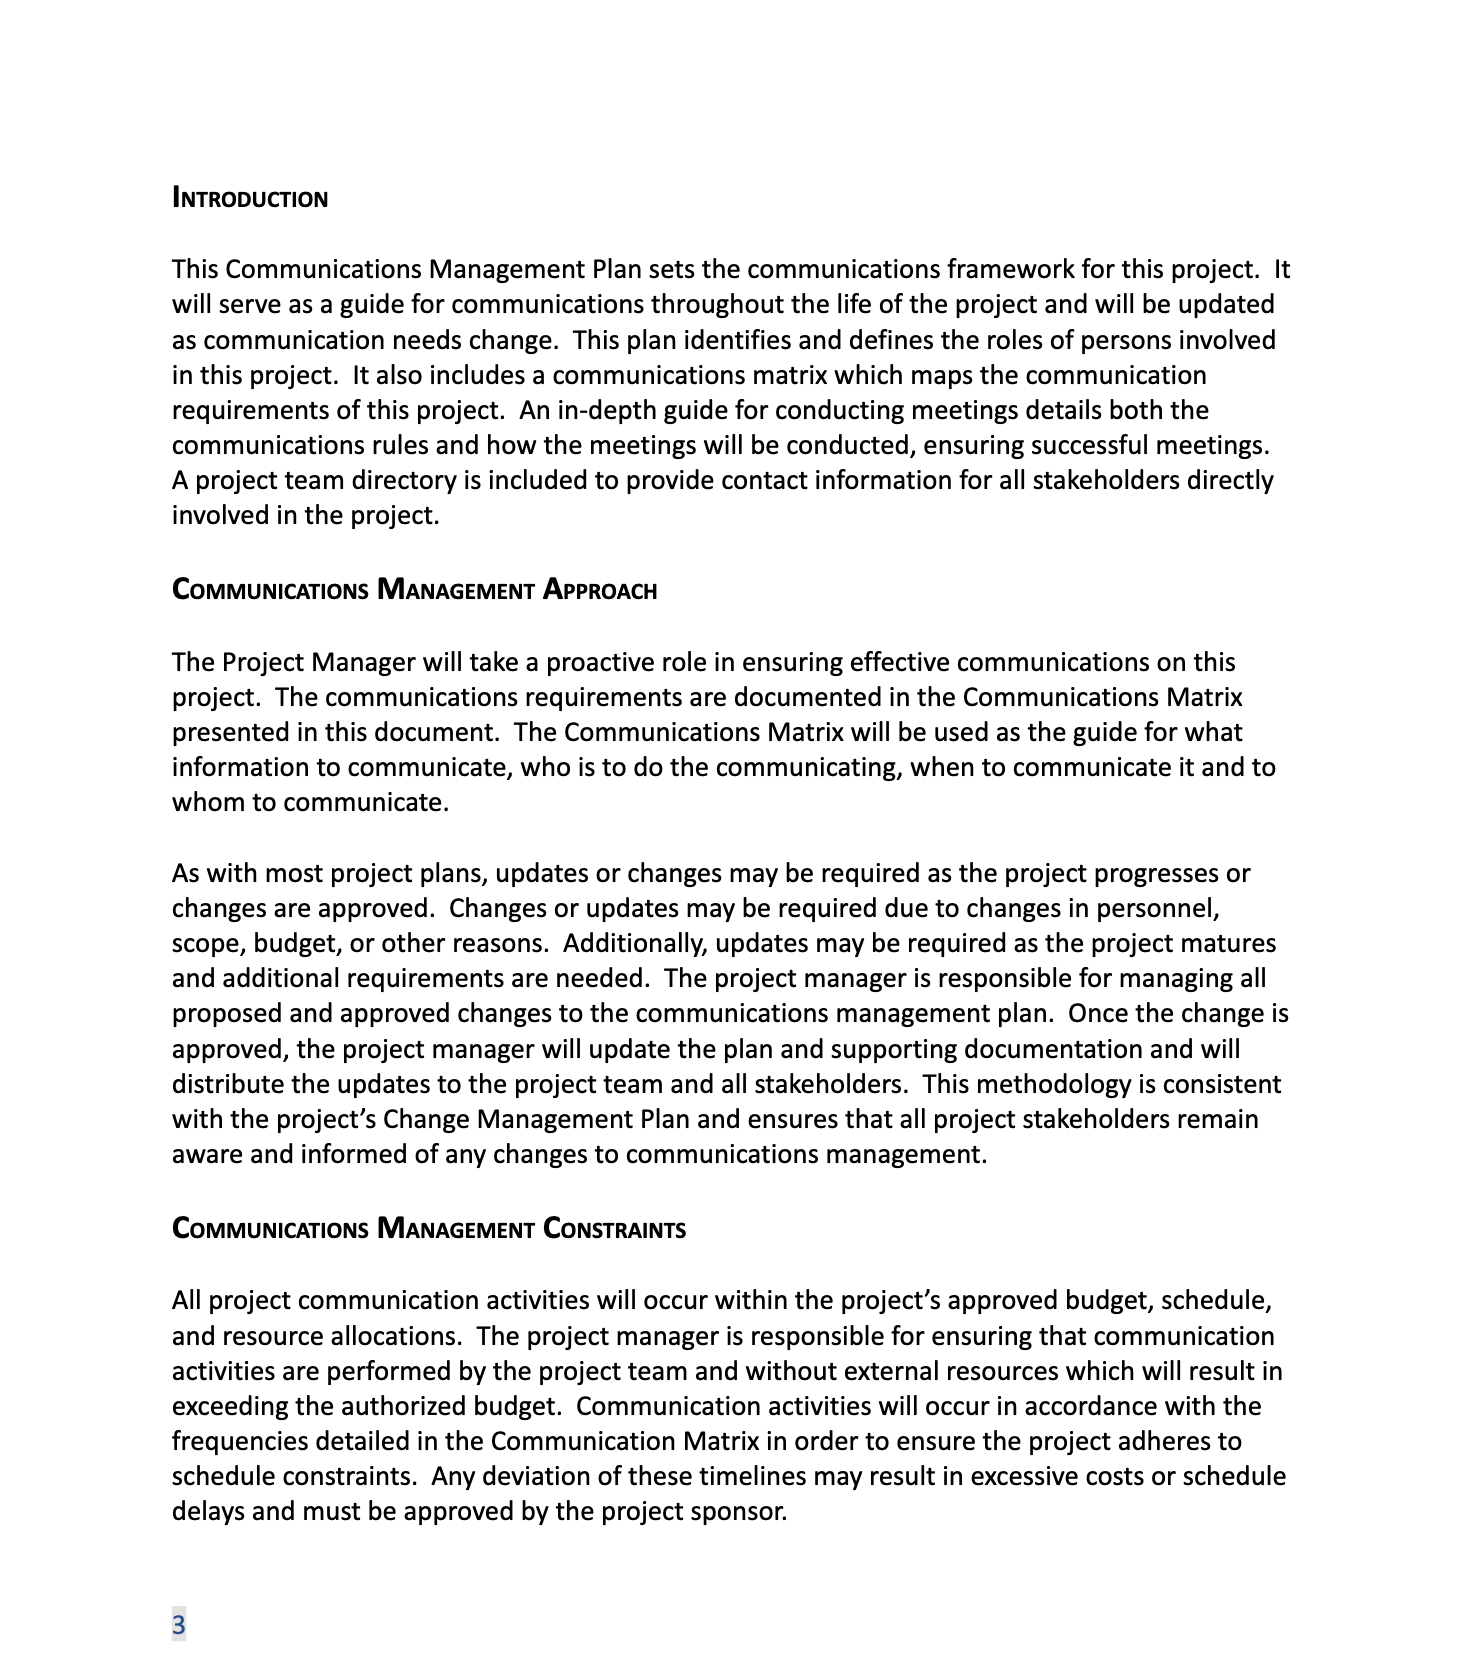 INTRODUCTION
This Communications Management Plan sets the communications framework for this project.  It
will serve as a guide for communications throughout the life of the project and will be updated
as communication needs change.  This plan identifies and defines the roles of persons involved
in this project.  It also includes a communications matrix which maps the communication
requirements of this project.  An in-depth guide for conducting meetings details both the
communications rules and how the meetings will be conducted, ensuring successful meetings.
A project team directory is included to provide contact information for all stakeholders directly
involved in the project.
COMMUNICATIONS MANAGEMENT APPROACH
The Project Manager will take a proactive role in ensuring effective communications on this
project.  The communications requirements are documented in the Communications Matrix
presented in this document.  The Communications Matrix will be used as the guide for what
information to communicate, who is to do the communicating, when to communicate it and to
whom to communicate.
As with most project plans, updates or changes may be required as the project progresses or
changes are approved.  Changes or updates may be required due to changes in personnel,
scope, budget, or other reasons.  Additionally, updates may be required as the project matures
and additional requirements are needed.  The project manager is responsible for managing all
proposed and approved changes to the communications management plan.  Once the change is
approved, the project manager will update the plan and supporting documentation and will
distribute the updates to the project team and all stakeholders.  This methodology is consistent
with the project’s Change Management Plan and ensures that all project stakeholders remain
aware and informed of any changes to communications management.
COMMUNICATIONS MANAGEMENT CONSTRAINTS
All project communication activities will occur within the project’s approved budget, schedule,
and resource allocations.  The project manager is responsible for ensuring that communication
activities are performed by the project team and without external resources which will result in
exceeding the authorized budget.  Communication activities will occur in accordance with the
frequencies detailed in the Communication Matrix in order to ensure the project adheres to
schedule constraints.  Any deviation of these timelines may result in excessive costs or schedule
delays and must be approved by the project sponsor.
3